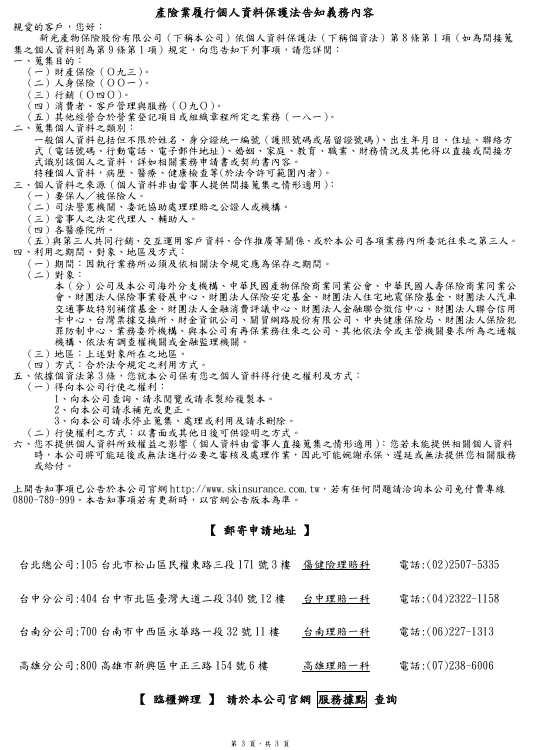 產險業履行個人資料保護法告知義務內容
親愛的客戶，您好：
新光產物保險股份有限公司（下稱本公司）依個人資料保護法（下稱個資法）第8條第1項（如為間接蒐
集之個人資料則為第9條第1項）規定，向您告知下列事項，請您詳閱：
一、蒐集目的：
（一）財產保險（〇九三）。
（二）人身保險（〇〇一）。
（三）行銷（〇四〇）。
（四）消費者、客戶管理與服務（〇九〇）。
（五）其他經營合於營業登記項目或組織章程所定之業務（一八一）。
二、蒐集個人資料之類別：
一般個人資料包括但不限於姓名、身分證統一編號（護照號碼或居留證號碼）、出生年月日、住址、聯絡方
式（電話號碼、行動電話、電子郵件地址）、婚姻、家庭、教育、職業、財務情況及其他得以直接或間接方
式識別該個人之資料，詳如相關業務申請書或契約書內容。
特種個人資料，病歷、醫療、健康檢查等(於法令許可範圍內者)。
三、個人資料之來源（個人資料非由當事人提供間接蒐集之情形適用）：
（一）要保人／被保險人。
（二）司法警憲機關、委託協助處理理賠之公證人或機構。
（三）當事人之法定代理人、輔助人。
（四）各醫療院所。
（五）與第三人共同行銷、交互運用客戶資料、合作推廣等關係、或於本公司各項業務內所委託往來之第三人。
四、利用之期間、對象、地區及方式：
（一）期間：因執行業務所必須及依相關法令規定應為保存之期間。
（二）對象：
本（分）公司及本公司海外分支機構、中華民國產物保險商業同業公會、中華民國人壽保險商業同業公
會、財團法人保險事業發展中心、財團法人保險安定基金、財團法人住宅地震保險基金、財團法人汽車
交通事故特別補償基金、財團法人金融消費評議中心、財團法人金融聯合徵信中心、財團法人聯合信用
卡中心、台灣票據交換所、財金資訊公司、關貿網路股份有限公司、中央健康保險局、財團法人保險犯
罪防制中心、業務委外機構、與本公司有再保業務往來之公司、其他依法令或主管機關要求所為之通報
機構、依法有調查權機關或金融監理機關。
（三）地區：上述對象所在之地區。
（四）方式：合於法令規定之利用方式。
五、依據個資法第3條，您就本公司保有您之個人資料得行使之權利及方式：
（一）得向本公司行使之權利：
1、向本公司查詢、請求閱覽或請求製給複製本。
2、向本公司請求補充或更正。
3、向本公司請求停止蒐集、處理或利用及請求刪除。
（二）行使權利之方式：以書面或其他日後可供證明之方式。
六、您不提供個人資料所致權益之影響（個人資料由當事人直接蒐集之情形適用）：您若未能提供相關個人資料
時，本公司將可能延後或無法進行必要之審核及處理作業，因此可能婉謝承保、遲延或無法提供您相關服務
或給付。
上開告知事項已公告於本公司官網http://www.skinsurance.com.tw，若有任何問題請洽詢本公司免付費專線
0800-789-999。本告知事項若有更新時，以官網公告版本為準。
【 郵寄申請地址 】
台北總公司:105 台北市松山區民權東路三段 171 號 3 樓 傷健險理賠科 電話:(02)2507-5335
台中分公司:404 台中市北區臺灣大道二段 340 號 12 樓 台中理賠一科 電話:(04)2322-1158
台南分公司:700 台南市中西區永華路一段 32 號 11 樓 台南理賠一科 電話:(06)227-1313
高雄分公司:800 高雄市新興區中正三路 154 號 6 樓 高雄理賠一科 電話:(07)238-6006
【 臨櫃辦理 】 請於本公司官網 服務據點 查詢
第 3 頁，共 3 頁